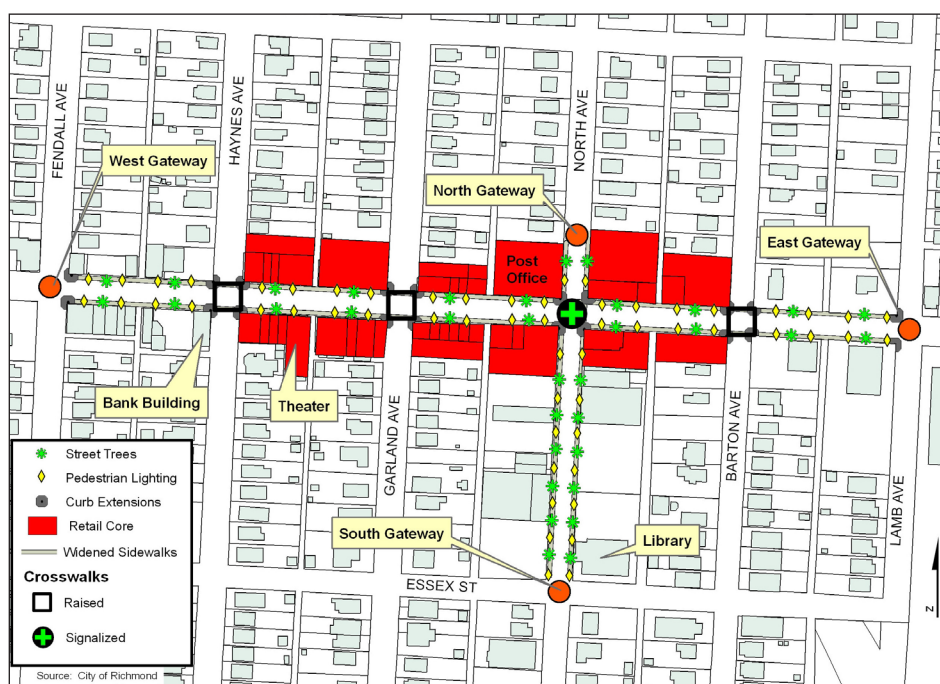 FENDALL AVE
HAYNES AVE
NORTH AVE
West Gateway
North Gateway
East Gateway
Post
Office
Bank Building
Theater
GARLAND AVE
BARTON AVE
LAMB AVE
South Gateway
Library
ESSEX ST
Street Trees
Pedestrian Lighting
Curb Extensions
Retail Core
Widened Sidewalks
Crosswalks
Raised
Signalized
Source: City of Richmond
N